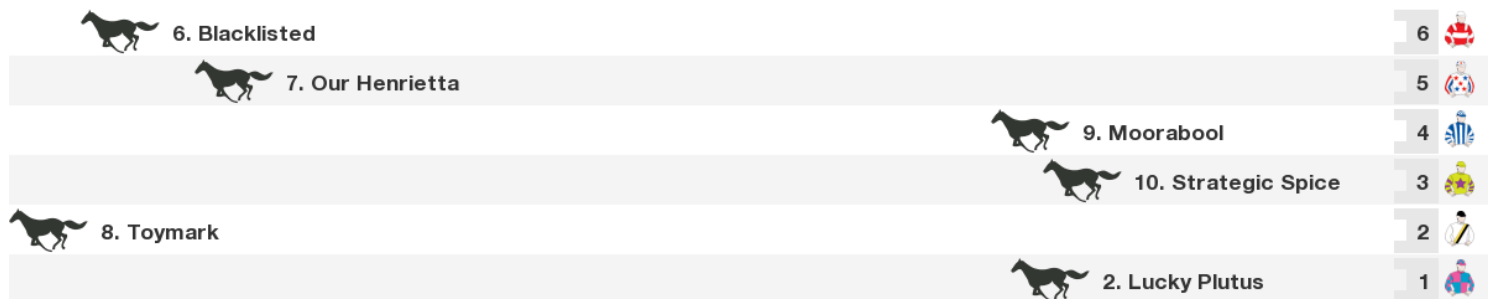 6. Blacklisted 6
7. Our Henrietta 5
9. Moorabool 4
10. Strategic Spice 3
8. Toymark 2
2. Lucky Plutus 1